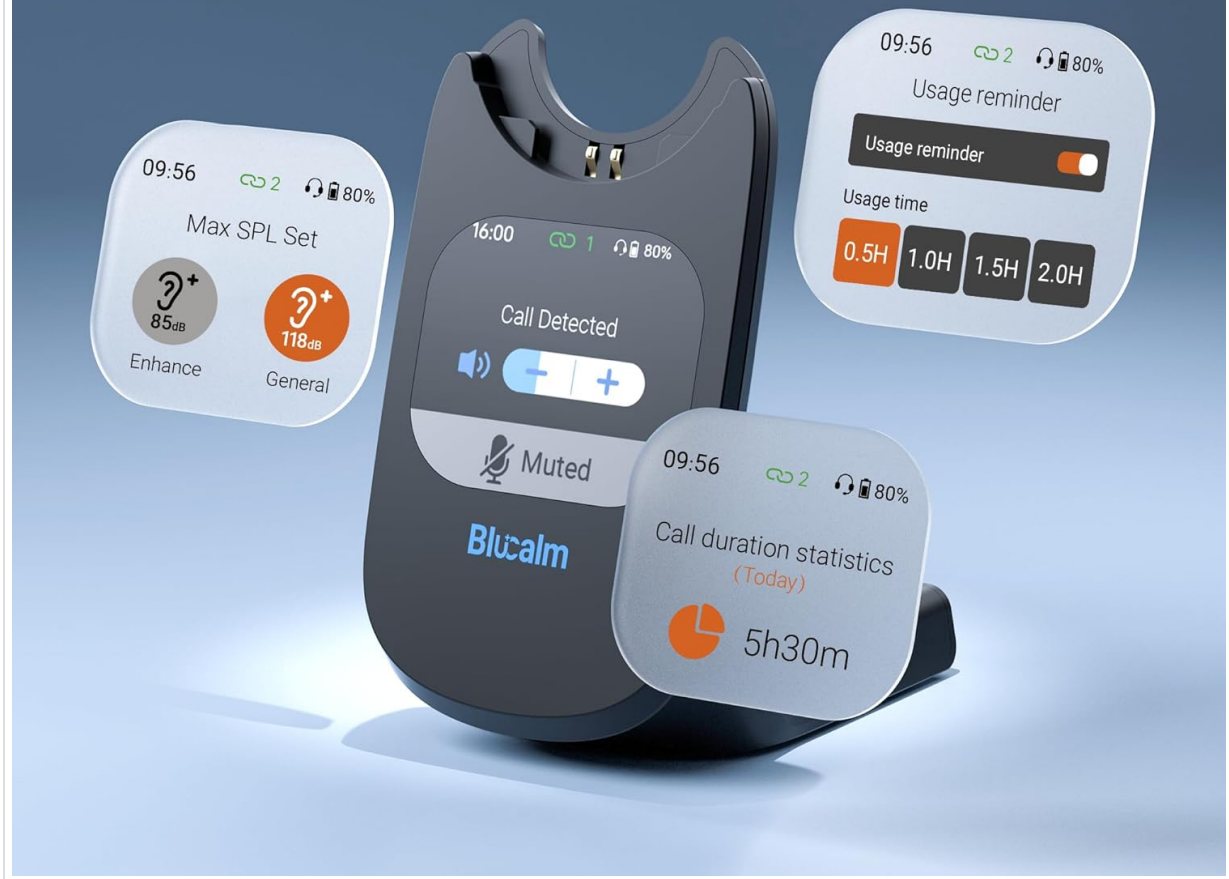 09:56 2 80%
Max SPL Set
85dB
118dB
Enhance
General
16:00 1 80%
Call Detected
- +
Muted
Blucalm
09:56 2 80%
Usage reminder
Usage reminder
Usage time
0.5H 1.0H 1.5H 2.0H
09:56 2 80%
Call duration statistics
(Today)
5h30m